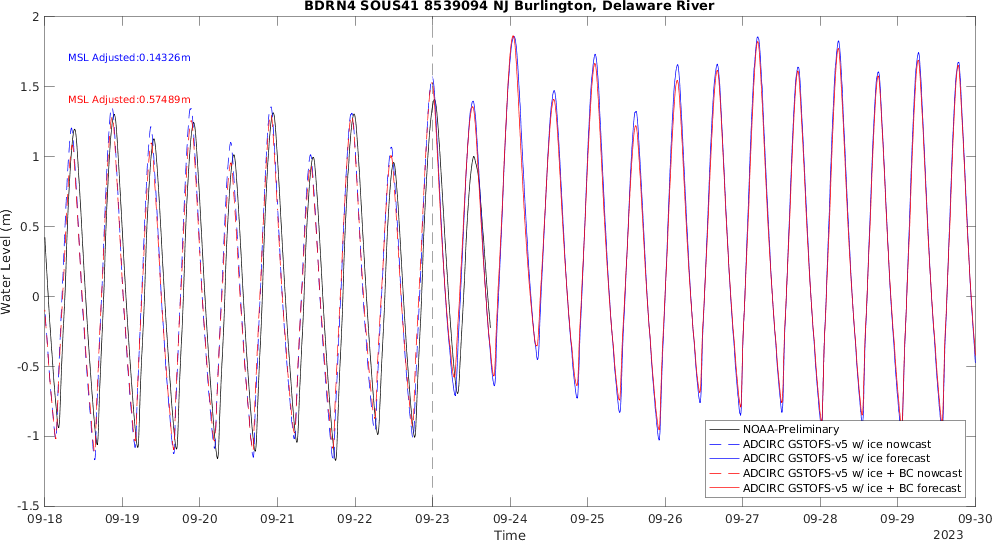 BDRN4 SOUS41 8539094 NJ Burlington, Delaware River
2
MSL Adjusted:0.14326m
1.5
MSL Adjusted:0.57489m
1
0.5
Water Level (m)
0
-0.5
NOAA-Preliminary
-1
ADCIRC GSTOFS-v5 w/ ice nowcast
ADCIRC GSTOFS-v5 w/ ice forecast
ADCIRC GSTOFS-v5 w/ ice + BC nowcast
ADCIRC GSTOFS-v5 w/ ice + BC forecast
-1.5
09-18 09-19 09-20 09-21 09-22 09-23 09-24 09-25 09-26 09-27 09-28 09-29 09-30
Time
2023